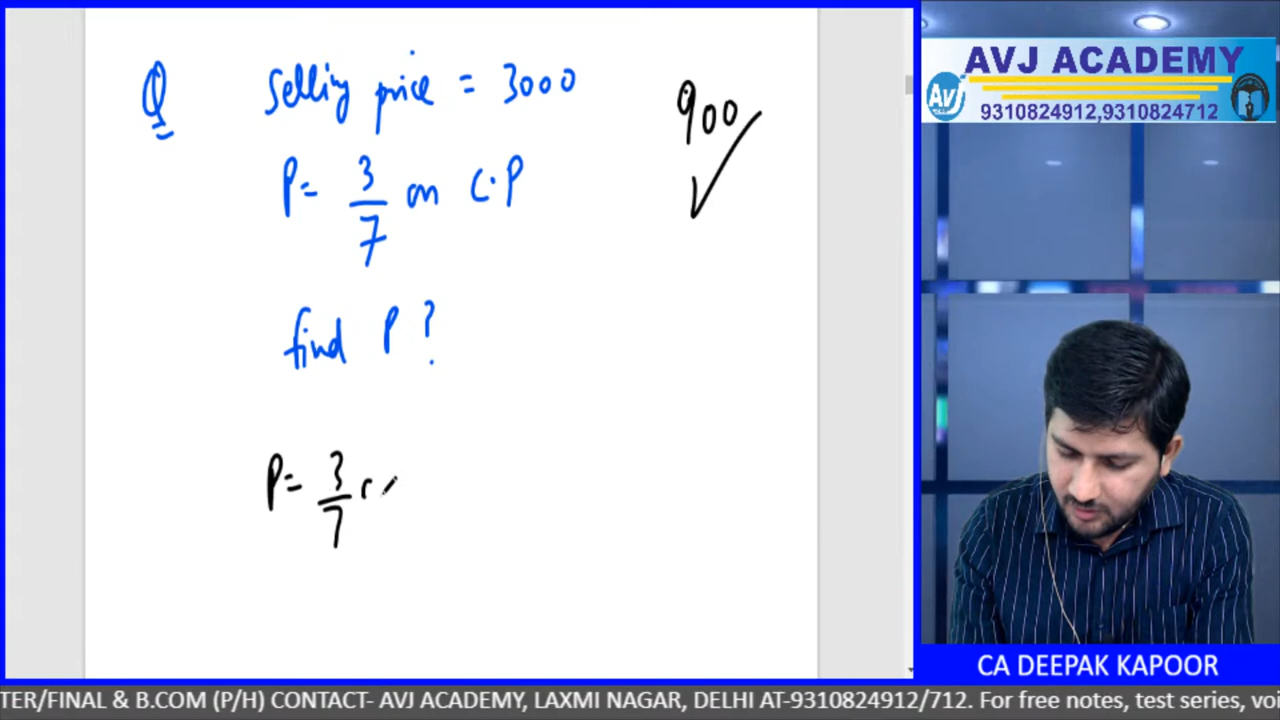 Q Selling price = 3000
P = 3/7 on C.P
find P ?
900
P = 3/7
AVJ ACADEMY
AVJ
9310824912,9310824712
CA DEEPAK KAPOOR
TER/FINAL & B.COM (P/H) CONTACT- AVJ ACADEMY, LAXMI NAGAR, DELHI AT-9310824912/712. For free notes, test series, voi